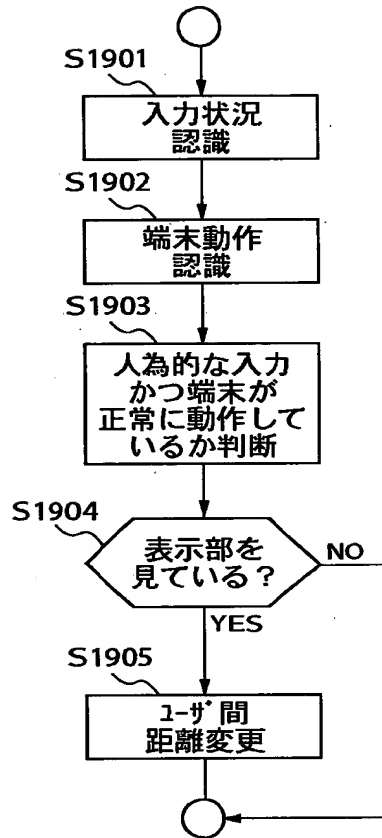 S1901
入力状況
認識
S1902
端末動作
認識
S1903
人為的な入力
かつ端末が
正常に動作して
いるか判断
S1904
表示部を
見ている？
NO
YES
S1905
ﾕｰｻﾞ間
距離変更